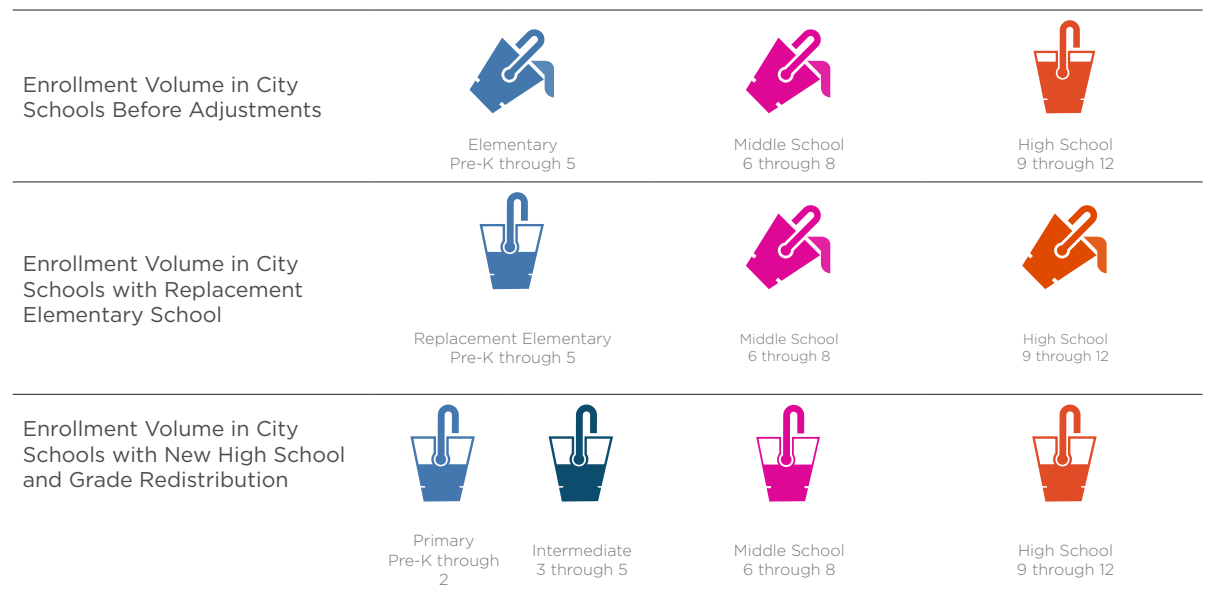 Enrollment Volume in City
Schools Before Adjustments
Elementary
Pre-K through 5
Middle School
6 through 8
High School
9 through 12
Enrollment Volume in City
Schools with Replacement
Elementary School
Replacement Elementary
Pre-K through 5
Middle School
6 through 8
High School
9 through 12
Enrollment Volume in City
Schools with New High School
and Grade Redistribution
Primary
Pre-K through
2
Intermediate
3 through 5
Middle School
6 through 8
High School
9 through 12